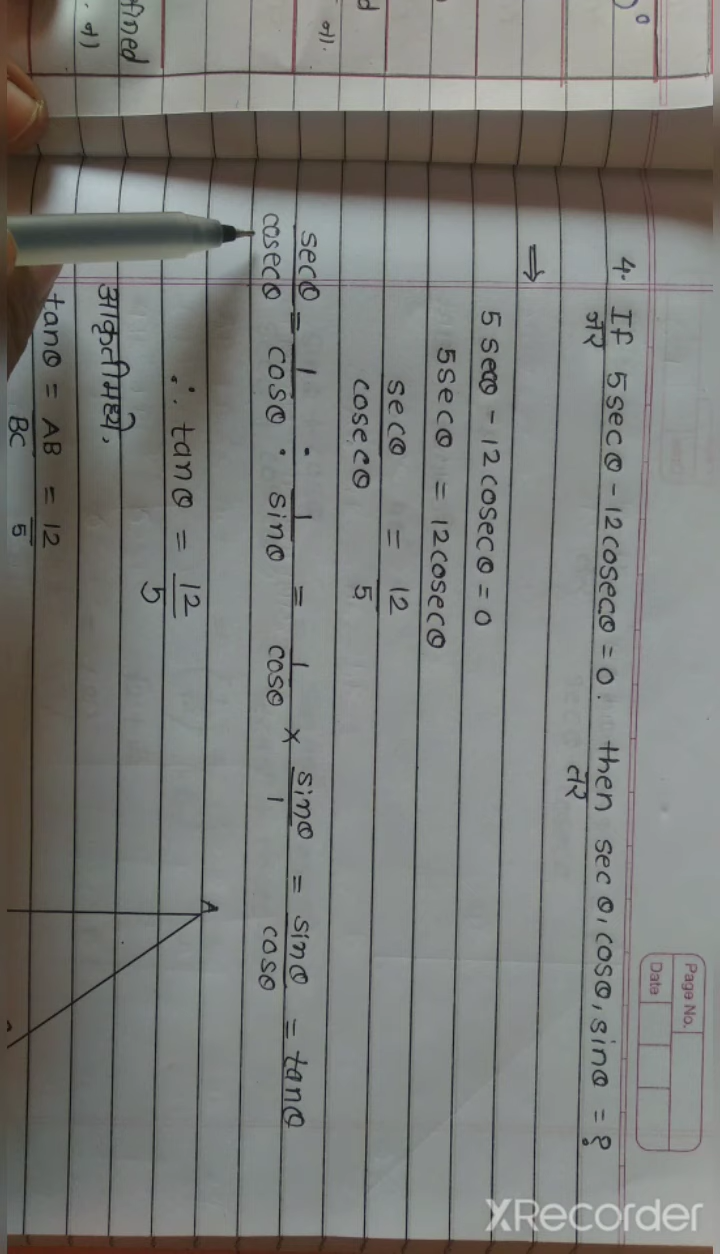 Page No.
Date
4. If 5secθ - 12cosecθ = 0. then secθ, cosθ, sinθ = ?
जर तर
⇒
5secθ - 12cosecθ = 0
5secθ = 12cosecθ
secθ/cosecθ = 12/5
secθ/cosecθ = 1/cosθ · 1/sinθ = 1/cosθ × sinθ/1 = sinθ/cosθ = tanθ
∴ tanθ = 12/5
A
आकृतीमध्ये,
tanθ = AB/BC = 12/5
fined
ना.
ना.
XRecorder